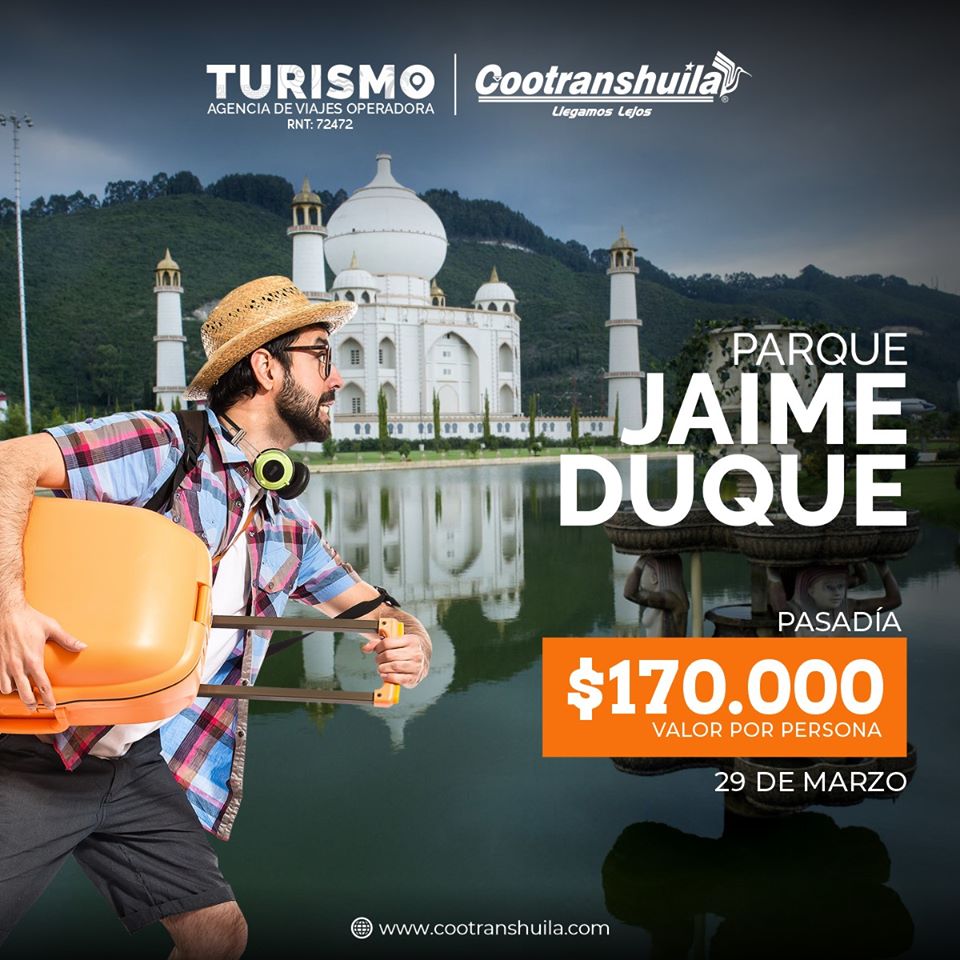 TURISMO
AGENCIA DE VIAJES OPERADORA
RNT: 72472
Cootranshuila
Llegamos Lejos
PARQUE
JAIME
DUQUE
PASADÍA
$170.000
VALOR POR PERSONA
29 DE MARZO
www.cootranshuila.com